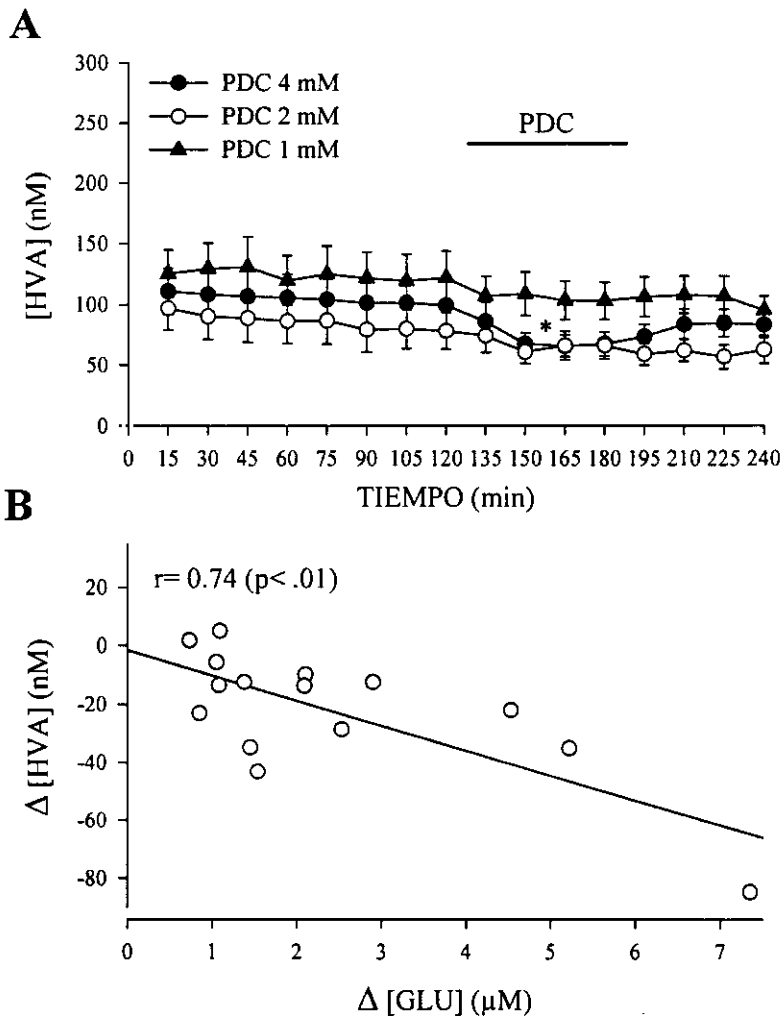 A
PDC 4 mM
PDC 2 mM
PDC 1 mM
PDC
[HVA] (nM)
300
250
200
150
100
50
0
*
0 15 30 45 60 75 90 105 120 135 150 165 180 195 210 225 240
TIEMPO (min)
B
r= 0.74 (p< .01)
Δ [HVA] (nM)
20
0
-20
-40
-60
-80
0 1 2 3 4 5 6 7
Δ [GLU] (µM)